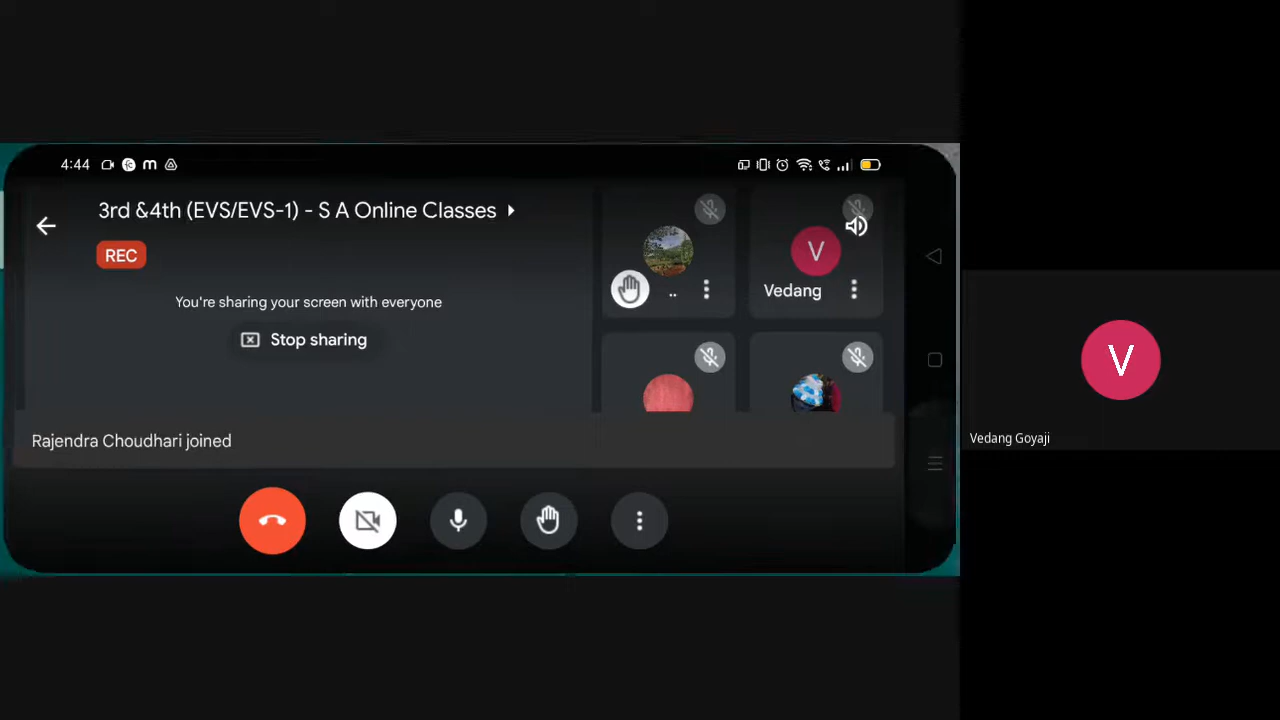 4:44
3rd &4th (EVS/EVS-1) - S A Online Classes
REC
You're sharing your screen with everyone
Stop sharing
..
Vedang
V
Rajendra Choudhari joined
V
Vedang Goyaji